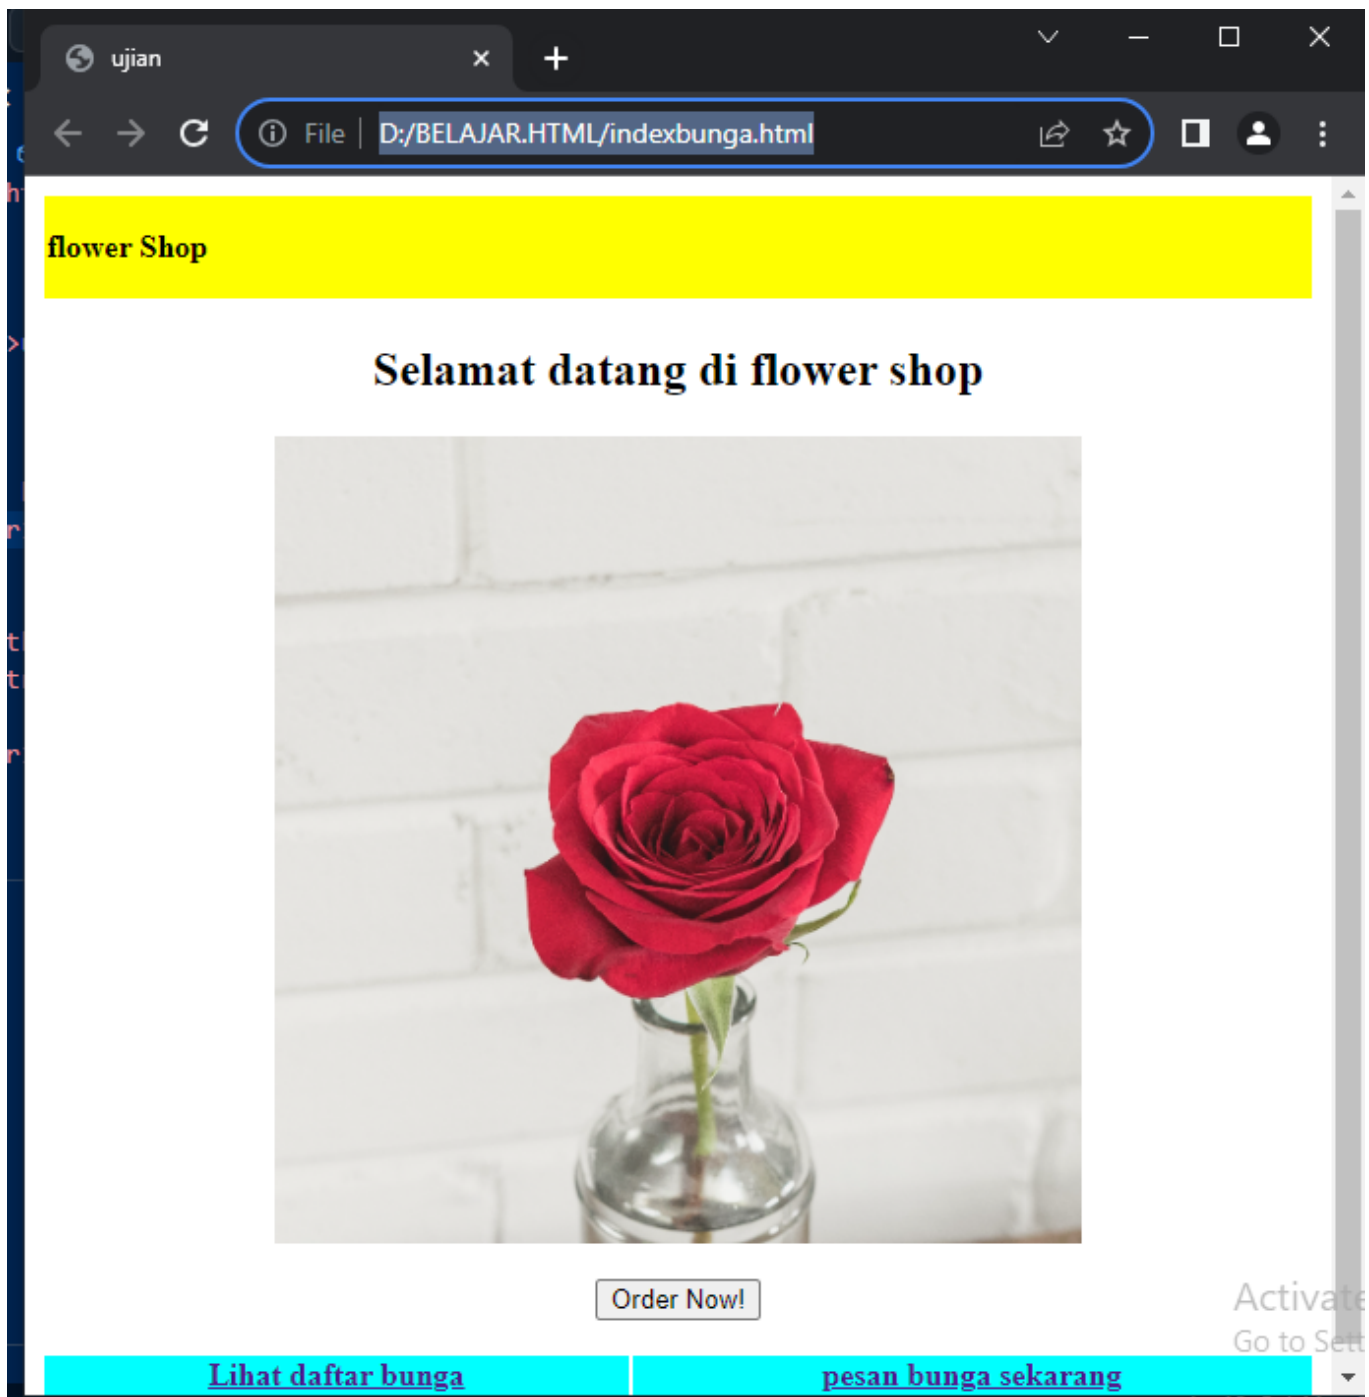 ujian
File D:/BELAJAR.HTML/indexbunga.html
flower Shop
Selamat datang di flower shop
Order Now!
Activate
Go to Sett
Lihat daftar bunga pesan bunga sekarang